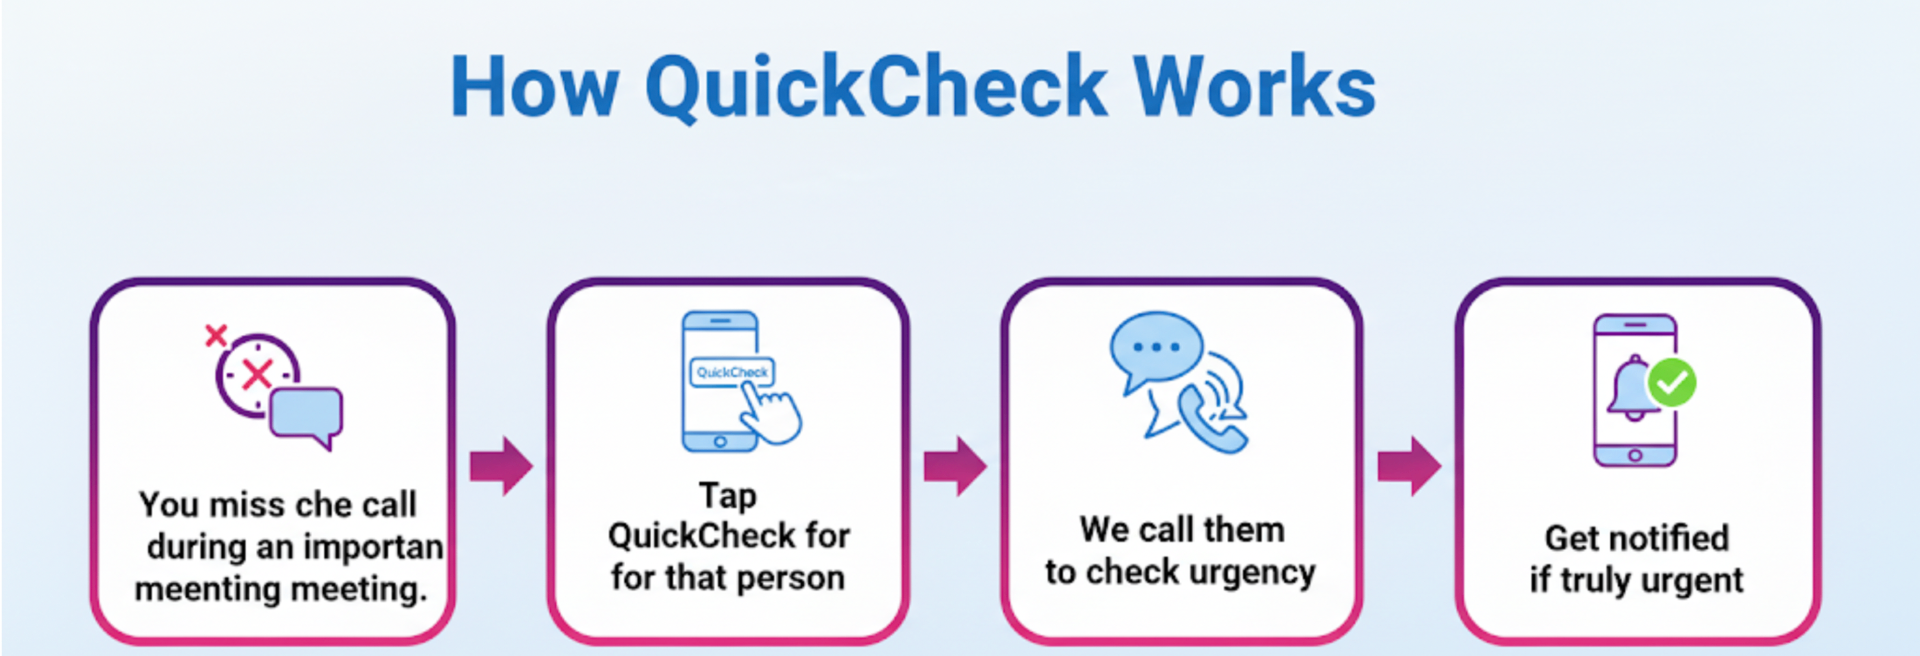 How QuickCheck Works
You miss che call
during an importan
meenting meeting.
QuickCheck
Tap
QuickCheck for
for that person
We call them
to check urgency
Get notified
if truly urgent